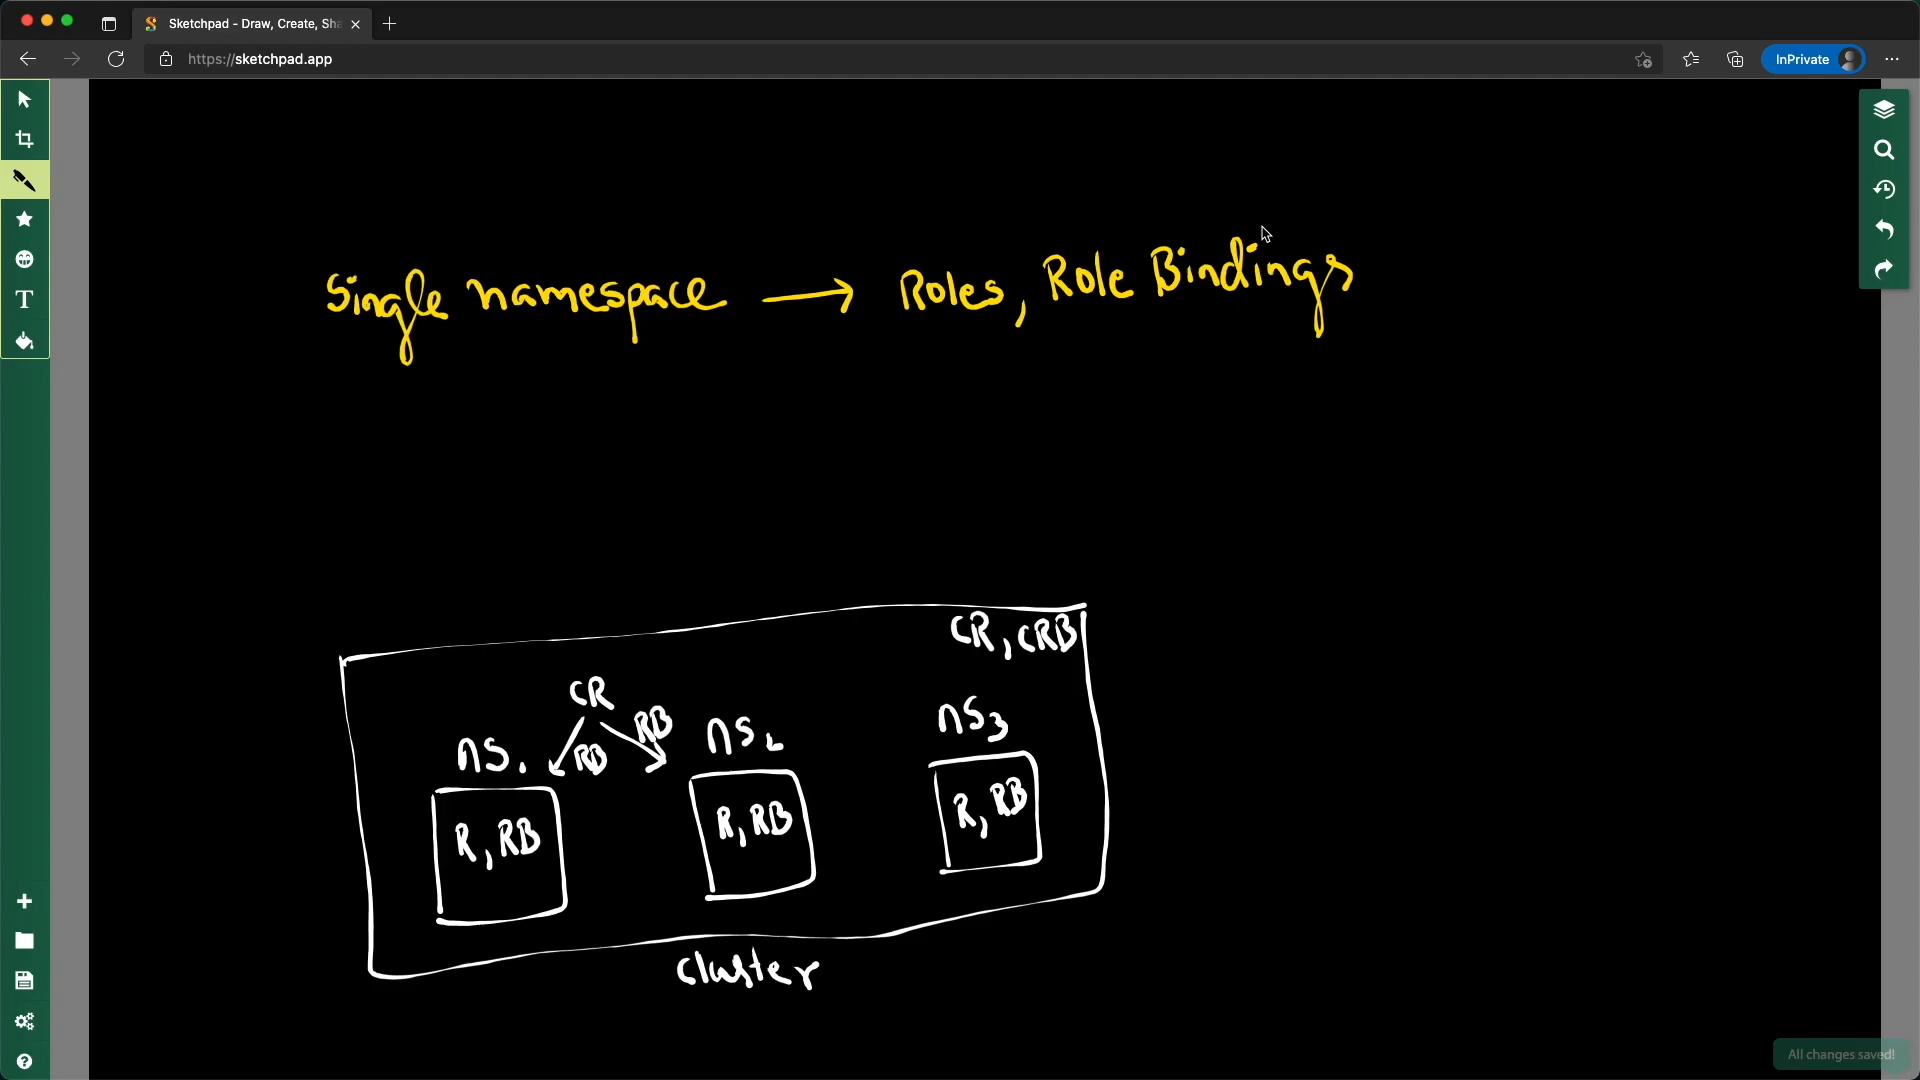 Sketchpad - Draw, Create, Sha
https://sketchpad.app
InPrivate
Single namespace → Roles, Role Bindings
CR, CRB
CR
RB
RB
ns1
ns2
ns3
R, RB
R, RB
R, RB
cluster
All changes saved!